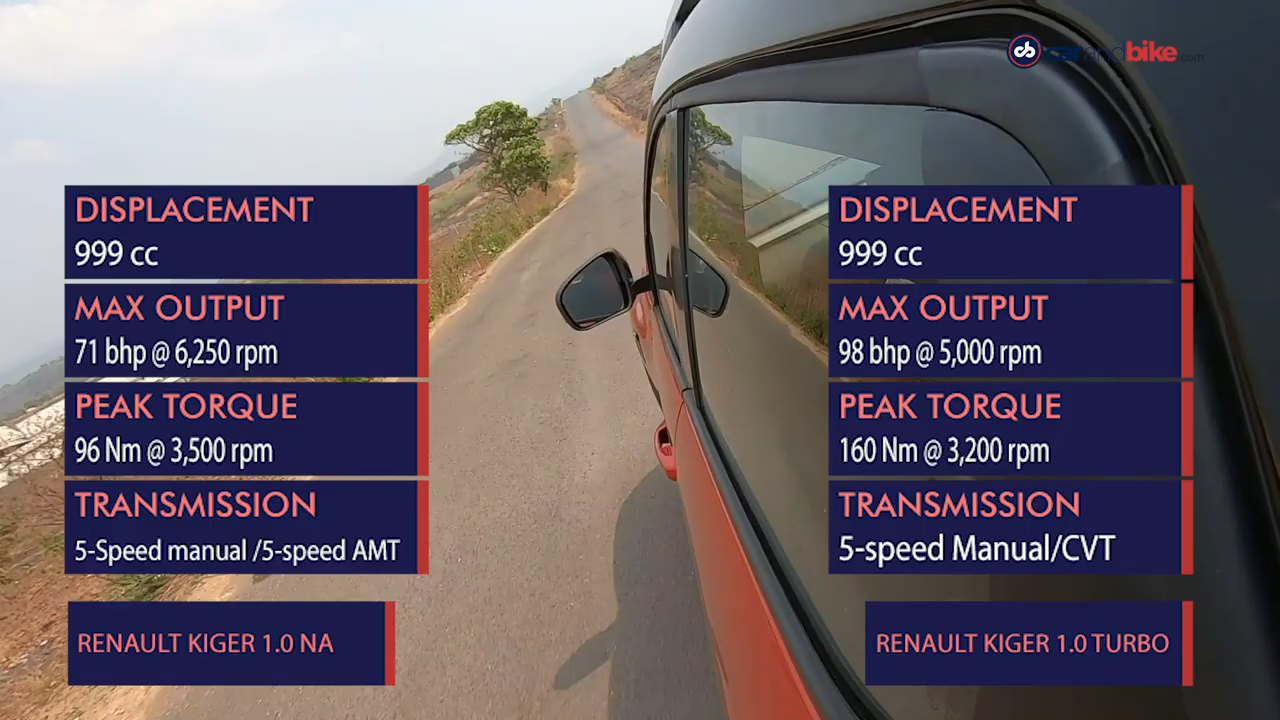 cb carandbike.com
DISPLACEMENT
999 cc
MAX OUTPUT
71 bhp @ 6,250 rpm
PEAK TORQUE
96 Nm @ 3,500 rpm
TRANSMISSION
5-Speed manual /5-speed AMT
RENAULT KIGER 1.0 NA
DISPLACEMENT
999 cc
MAX OUTPUT
98 bhp @ 5,000 rpm
PEAK TORQUE
160 Nm @ 3,200 rpm
TRANSMISSION
5-speed Manual/CVT
RENAULT KIGER 1.0 TURBO